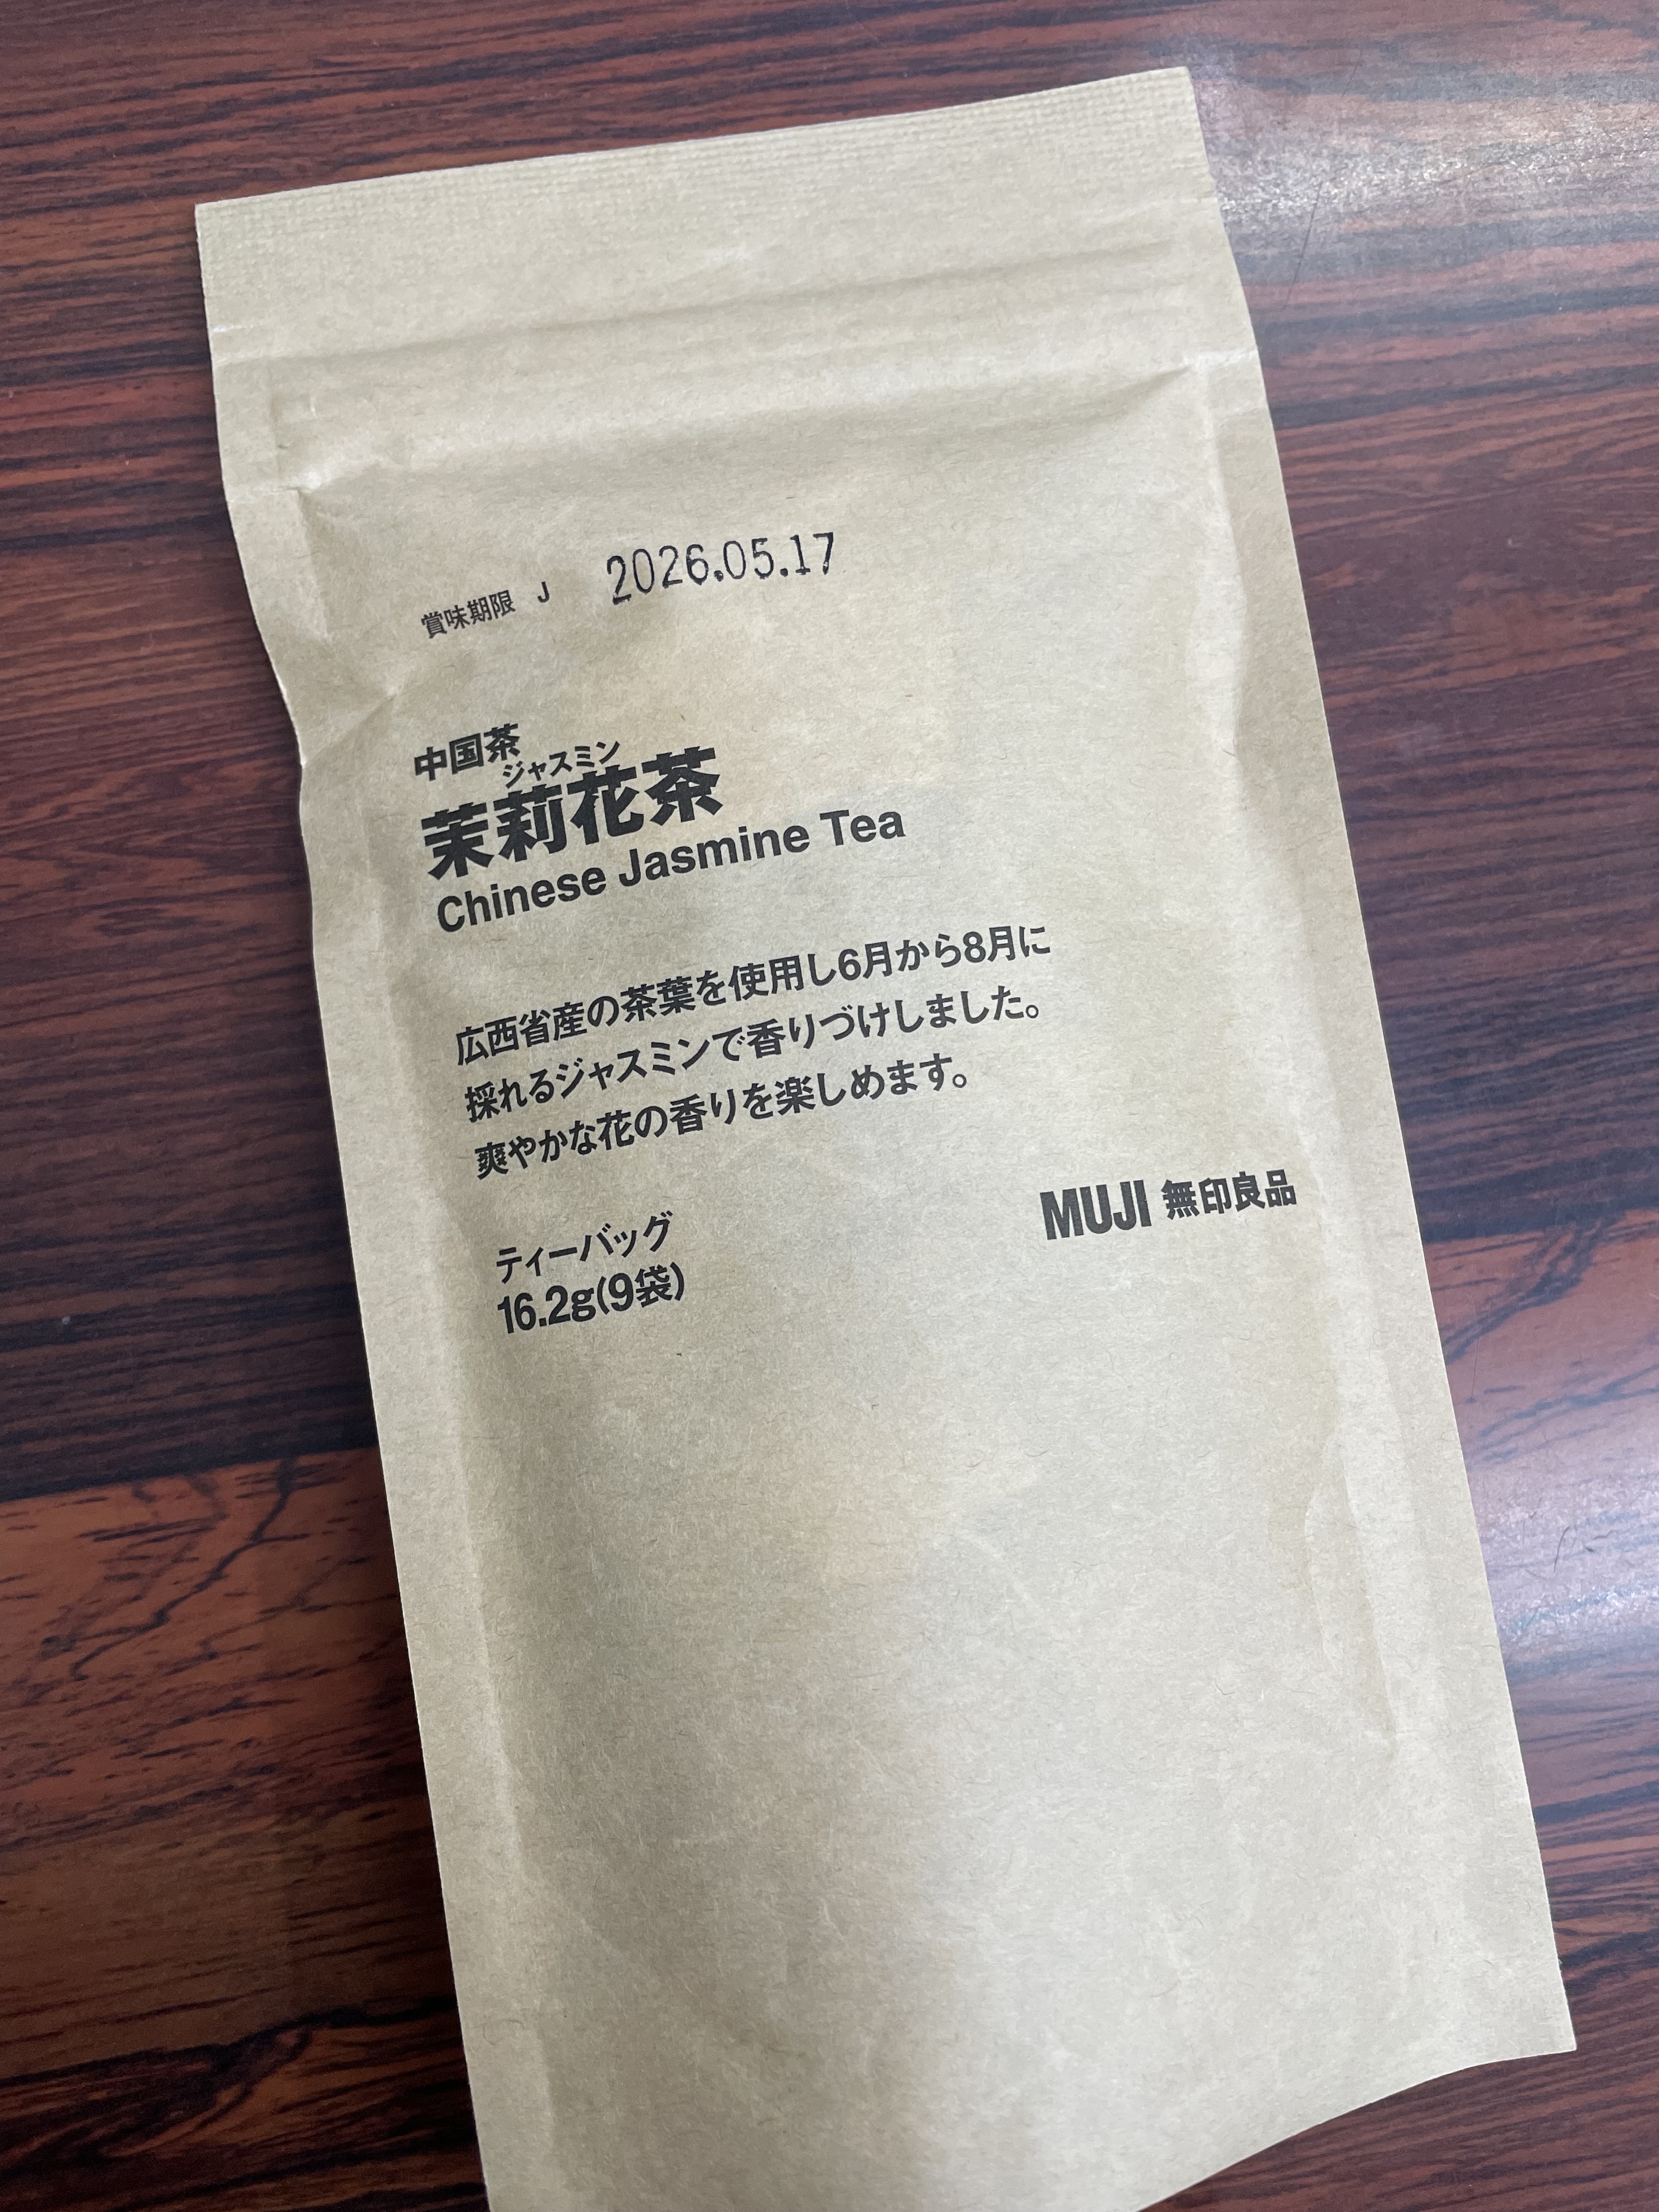 賞味期限 J 2026.05.17
中国茶
ジャスミン
茉莉花茶
Chinese Jasmine Tea
広西省産の茶葉を使用し6月から8月に
採れるジャスミンで香りづけしました。
爽やかな花の香りを楽しめます。
ティーバッグ
16.2g(9袋)
MUJI 無印良品